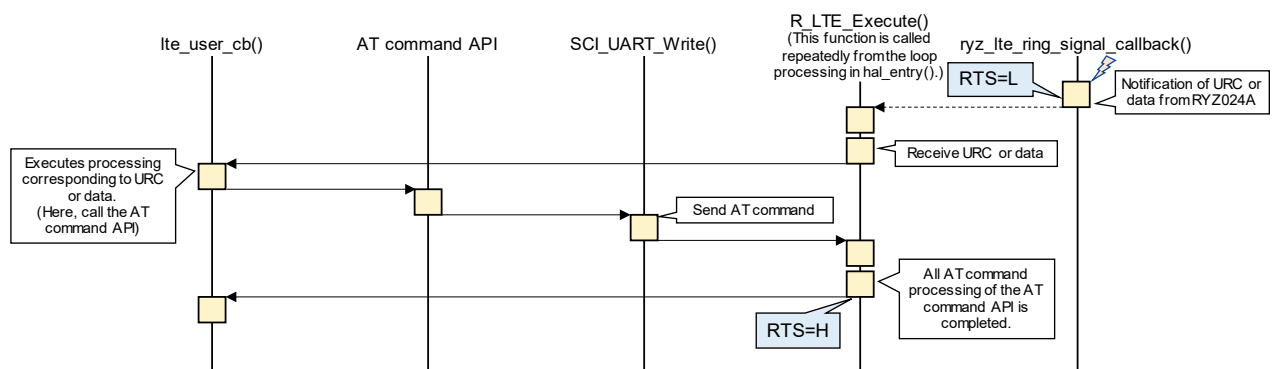 lte_user_cb()
AT command API
SCI_UART_Write()
R_LTE_Execute()
(This function is called
repeatedly from the loop
processing in hal_entry().)
ryz_lte_ring_signal_callback()
RTS=L
Notification of URC or
data from RYZ024A
Receive URC or data
Executes processing
corresponding to URC
or data.
(Here, call the AT
command API)
Send AT command
All AT command
processing of the AT
command API is
completed.
RTS=H